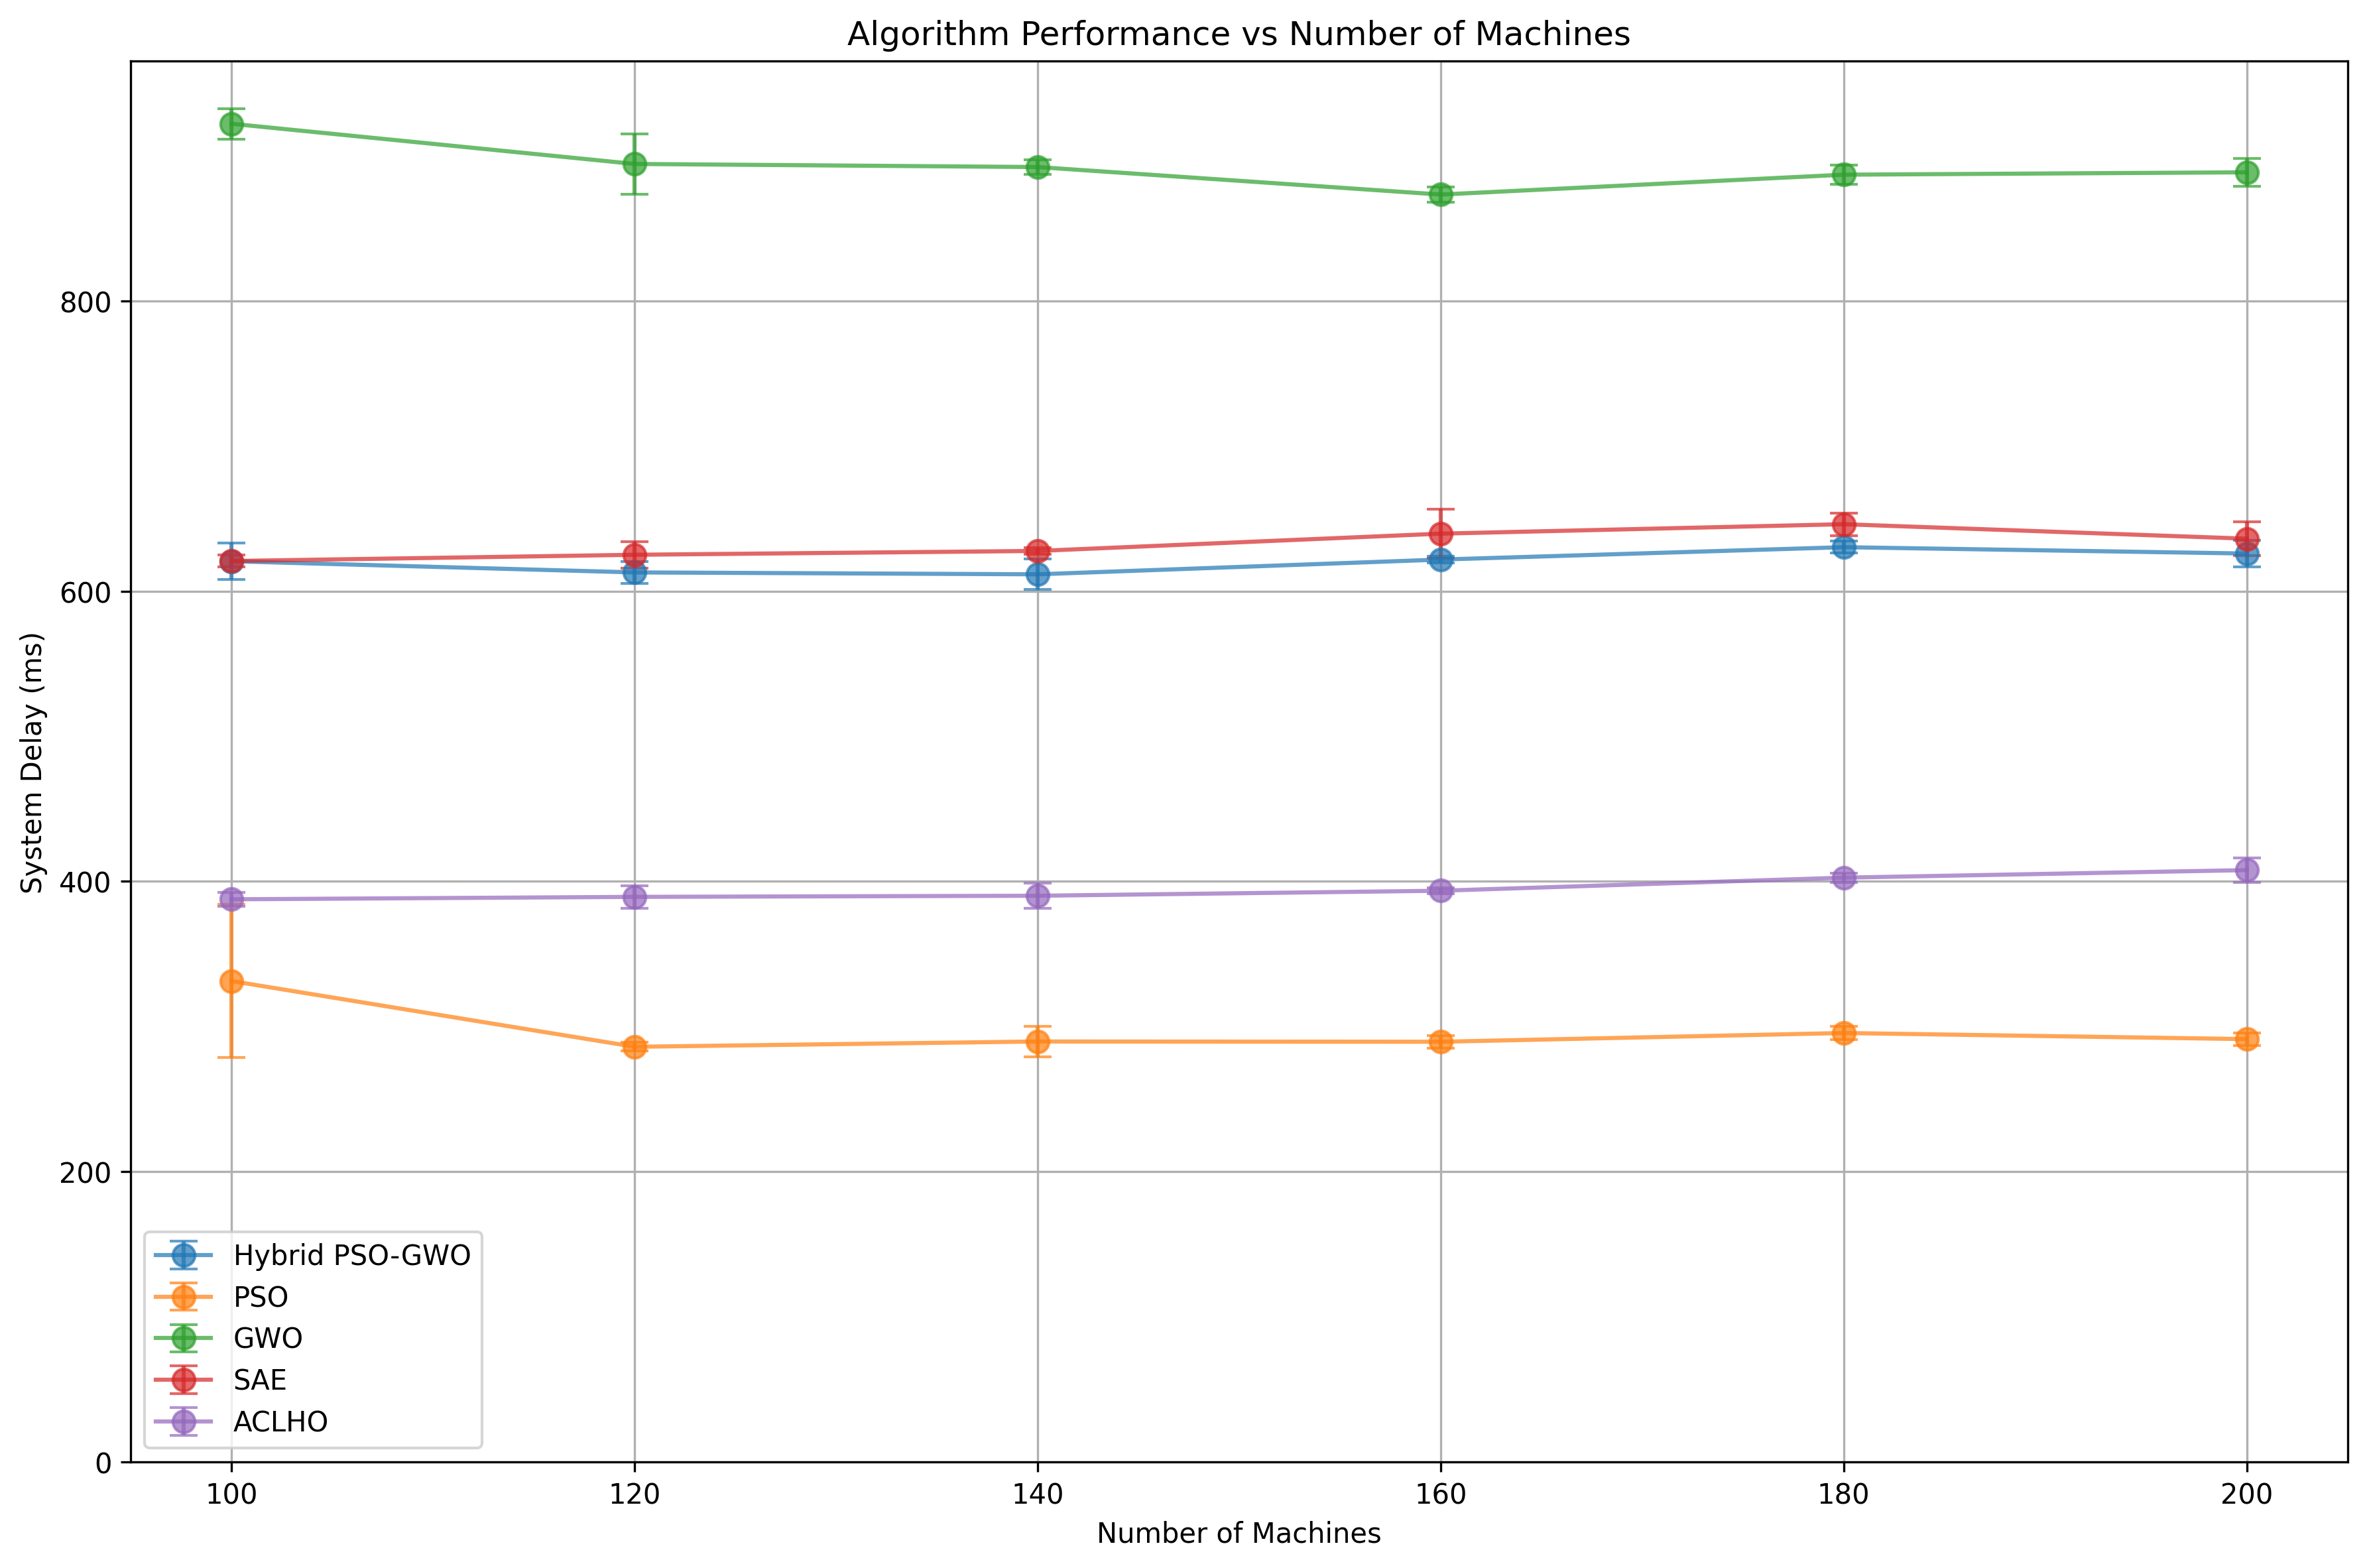 Algorithm Performance vs Number of Machines
System Delay (ms)
800
600
400
200
0
Hybrid PSO-GWO
PSO
GWO
SAE
ACLHO
100 120 140 160 180 200
Number of Machines